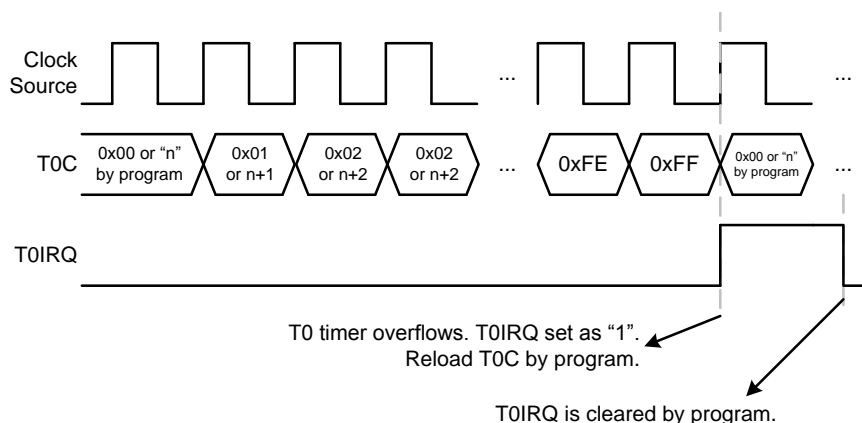 Clock
Source
...
...
T0C
0x00 or “n”
by program
0x01
or n+1
0x02
or n+2
0x02
or n+2
...
0xFE
0xFF
0x00 or “n”
by program
...
T0IRQ
T0 timer overflows. T0IRQ set as “1”.
Reload T0C by program.
T0IRQ is cleared by program.